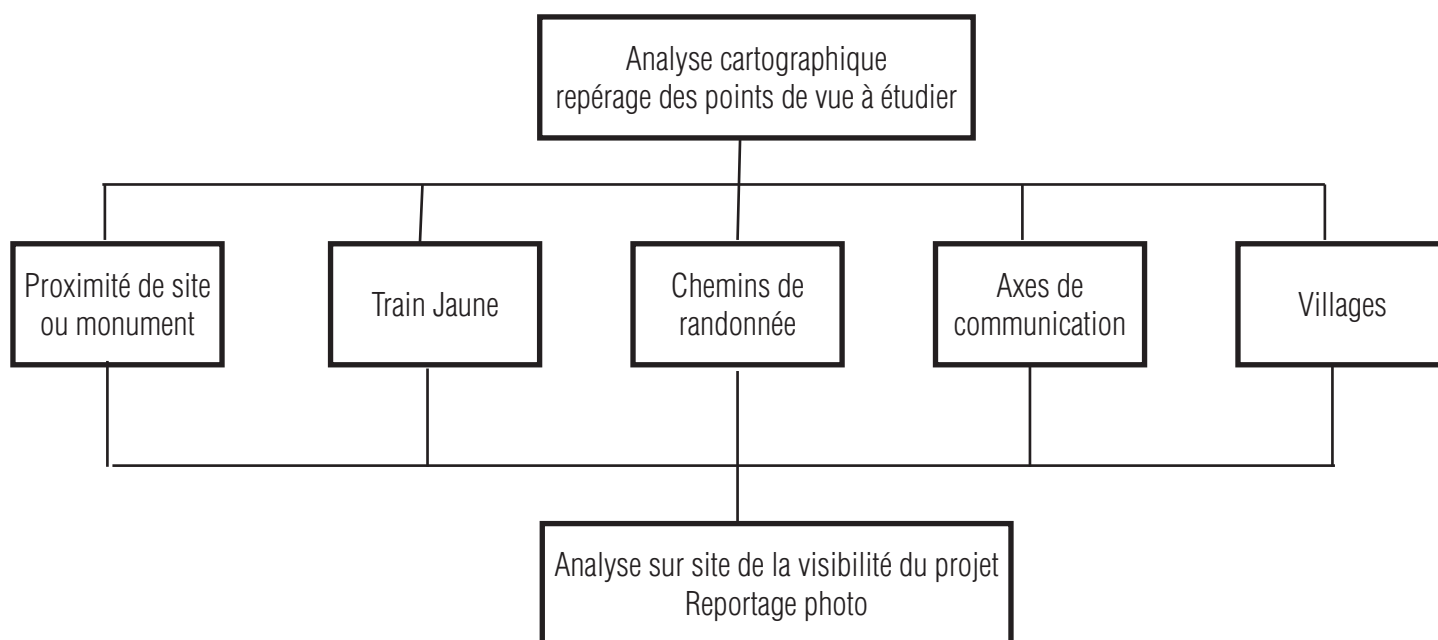 Analyse cartographique
repérage des points de vue à étudier
Proximité de site
ou monument
Train Jaune
Chemins de
randonnée
Axes de
communication
Villages
Analyse sur site de la visibilité du projet
Reportage photo